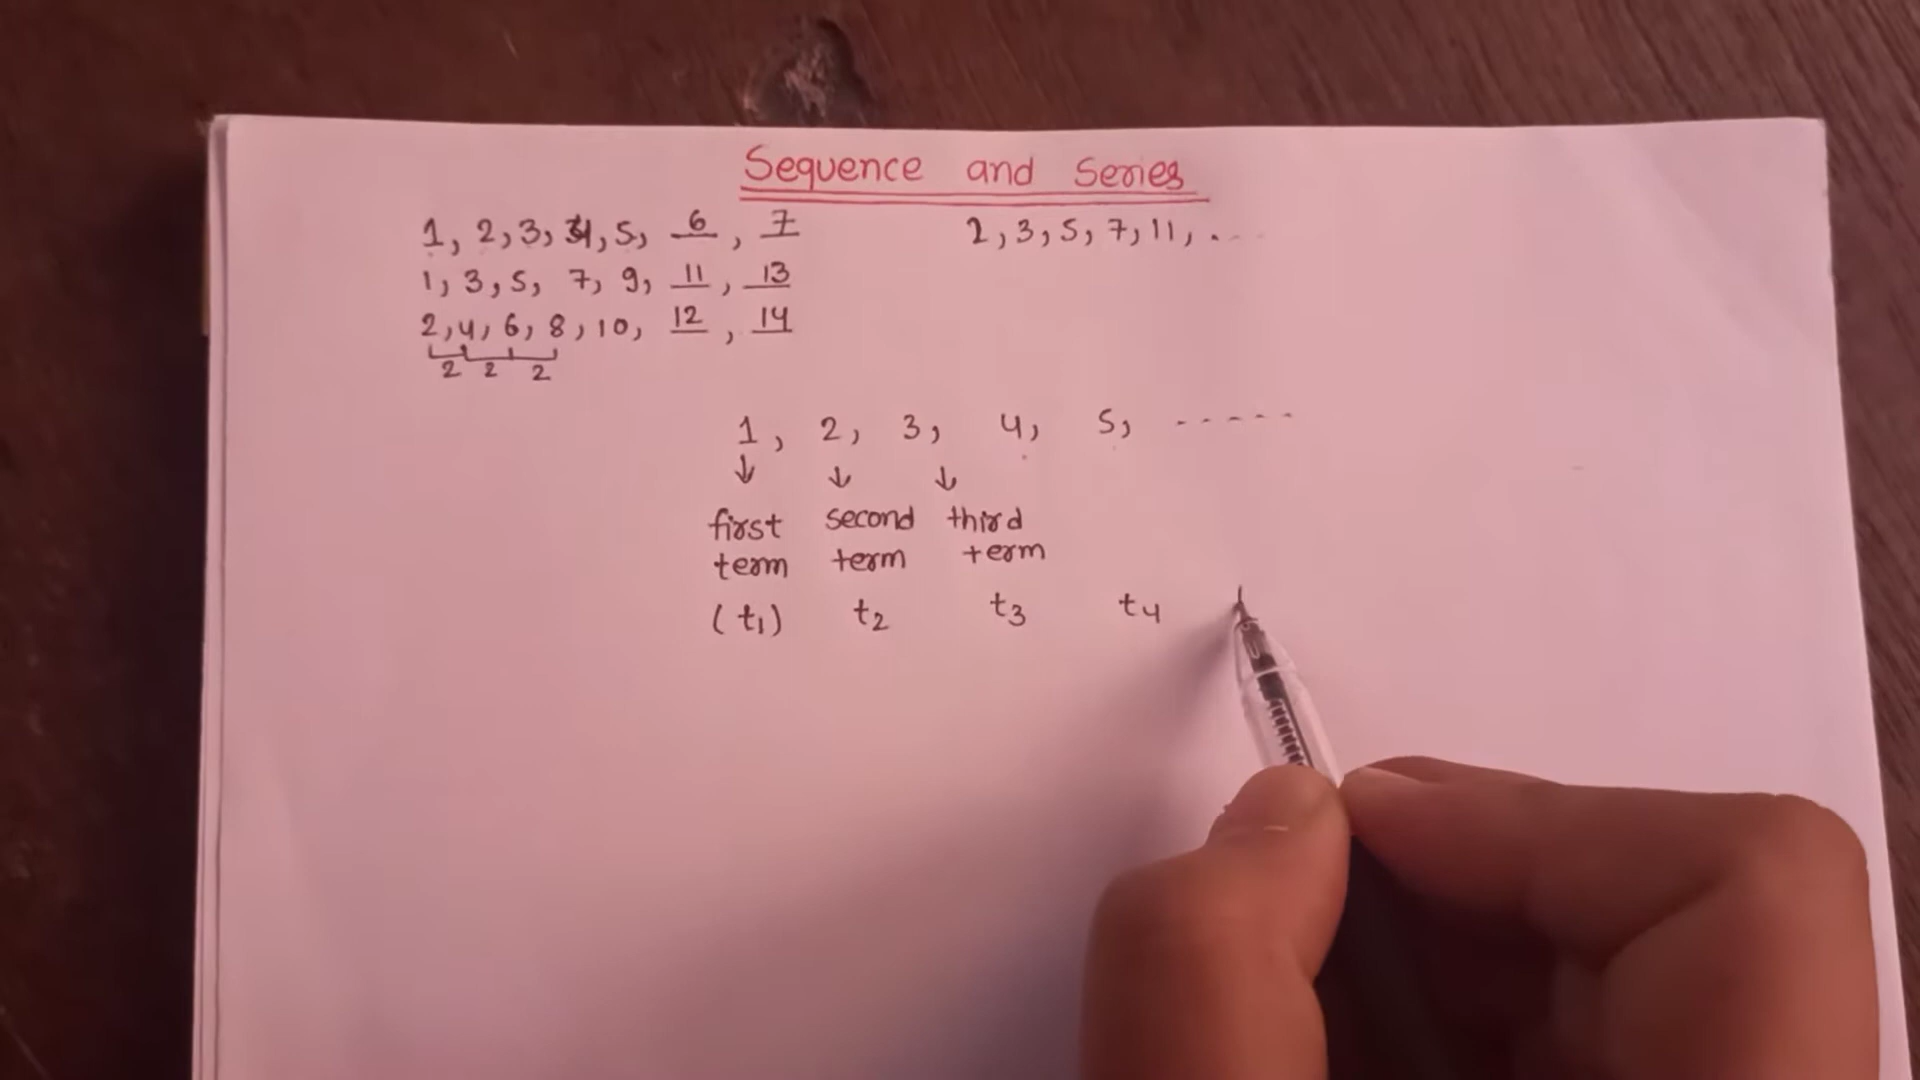 Sequence and Series
1, 2, 3, 4, 5, 6, 7
2, 3, 5, 7, 11, . . . .
1, 3, 5, 7, 9, 11, 13
2, 4, 6, 8, 10, 12, 14
2 2 2
1, 2, 3, 4, 5, ------
↓ ↓ ↓
first second third
term term term
(t1) t2 t3 t4